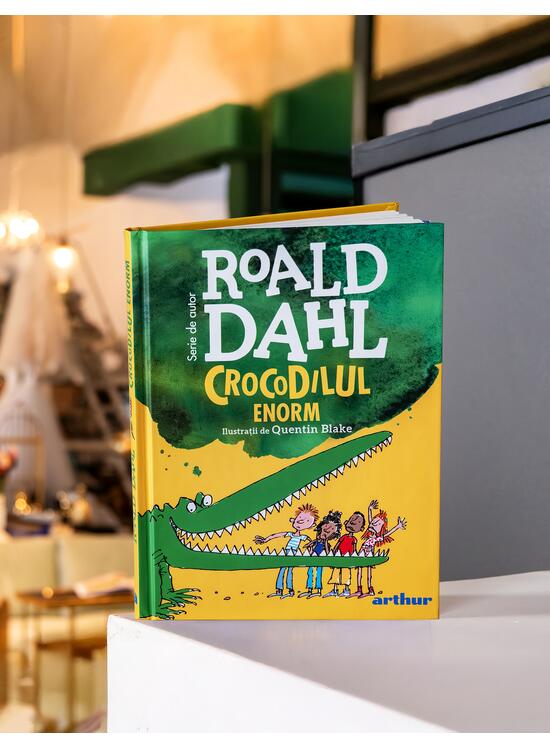 ROALD
DAHL
Serie de autor
CROCODILUL
ENORM
Ilustrații de Quentin Blake
arthur
CROCODILUL ENORM